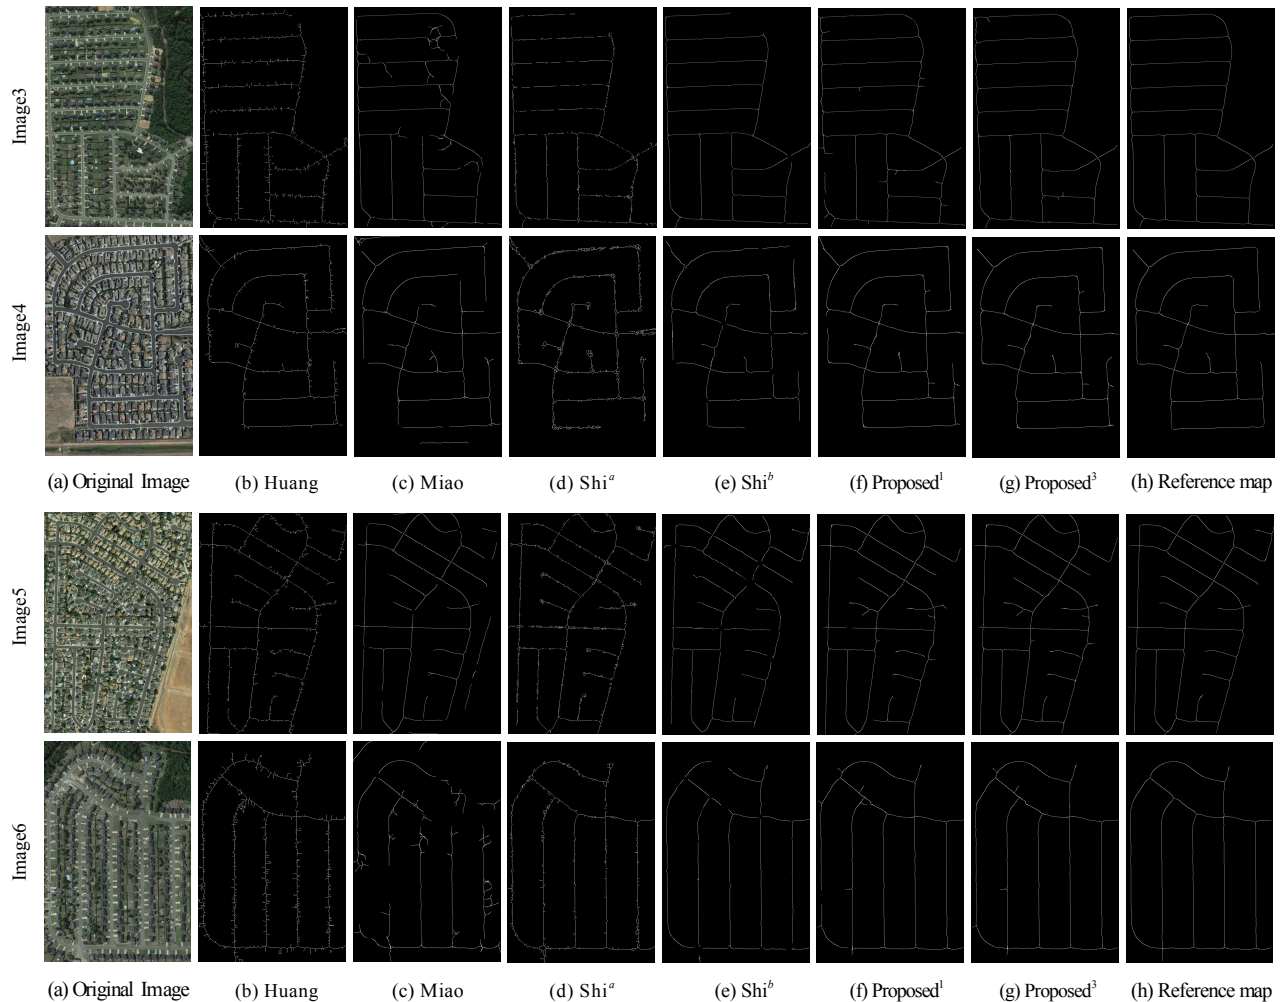 Image3
Image4
(a) Original Image (b) Huang (c) Miao (d) Shiᵃ (e) Shiᵇ (f) Proposed¹ (g) Proposed³ (h) Reference map
Image5
Image6
(a) Original Image (b) Huang (c) Miao (d) Shiᵃ (e) Shiᵇ (f) Proposed¹ (g) Proposed³ (h) Reference map